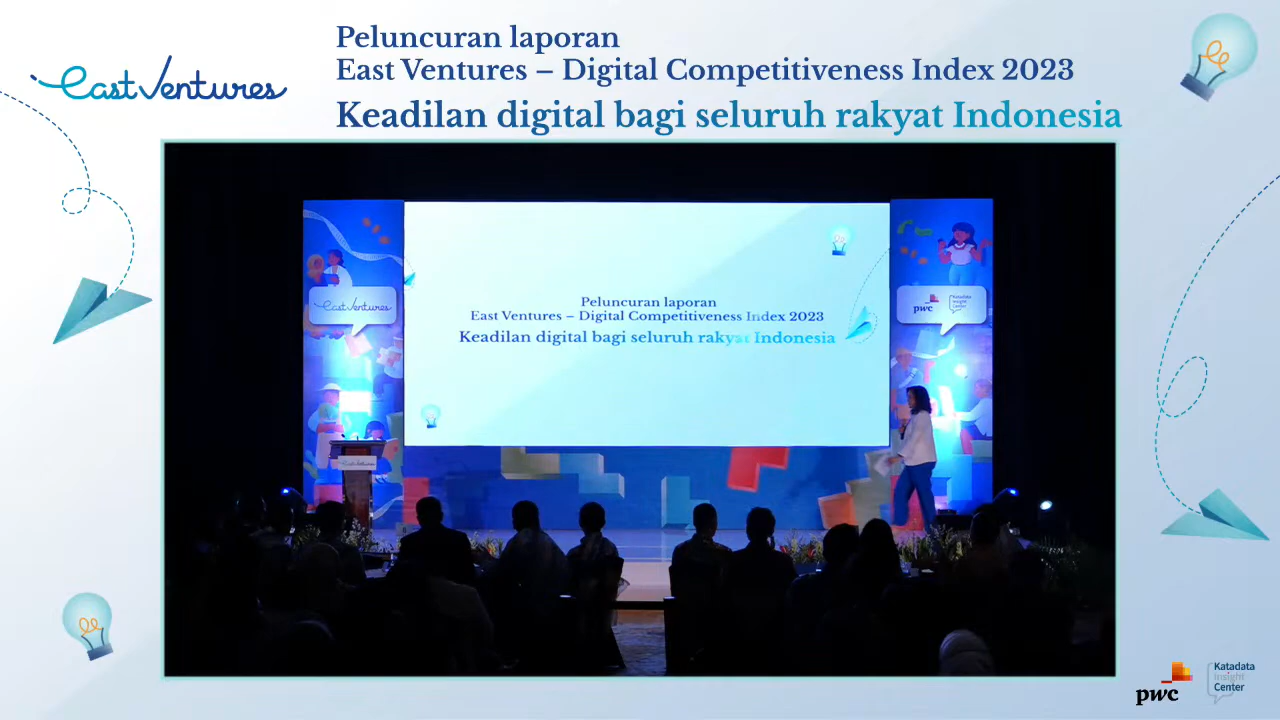 East Ventures
Peluncuran laporan
East Ventures – Digital Competitiveness Index 2023
Keadilan digital bagi seluruh rakyat Indonesia
Peluncuran laporan
East Ventures – Digital Competitiveness Index 2023
Keadilan digital bagi seluruh rakyat Indonesia
East Ventures
pwc
Katadata
Insight
Center
East Ventures
pwc
Katadata
Insight
Center